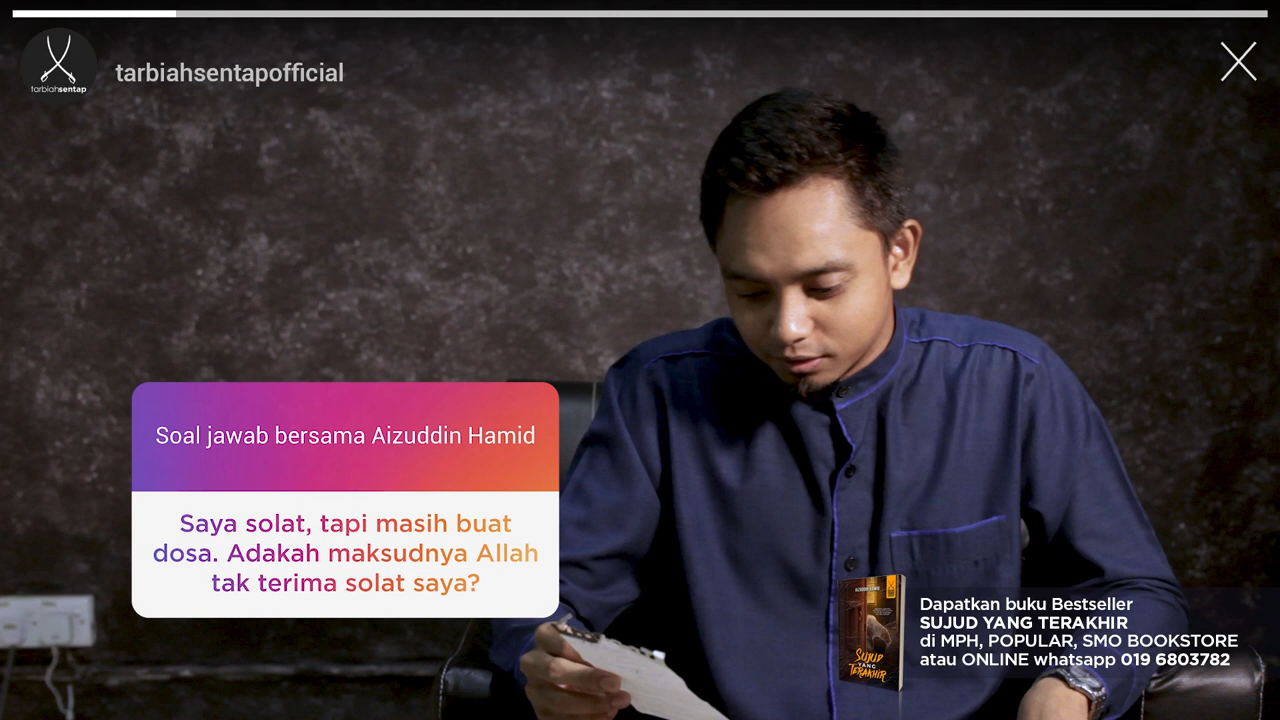 tarbiahsentapofficial
tarbiahsentap
Soal jawab bersama Aizuddin Hamid
Saya solat, tapi masih buat
dosa. Adakah maksudnya Allah
tak terima solat saya?
AIZUDDIN HAMID
SUJUD
YANG
TERAKHIR
Dapatkan buku Bestseller
SUJUD YANG TERAKHIR
di MPH, POPULAR, SMO BOOKSTORE
atau ONLINE whatsapp 019 6803782